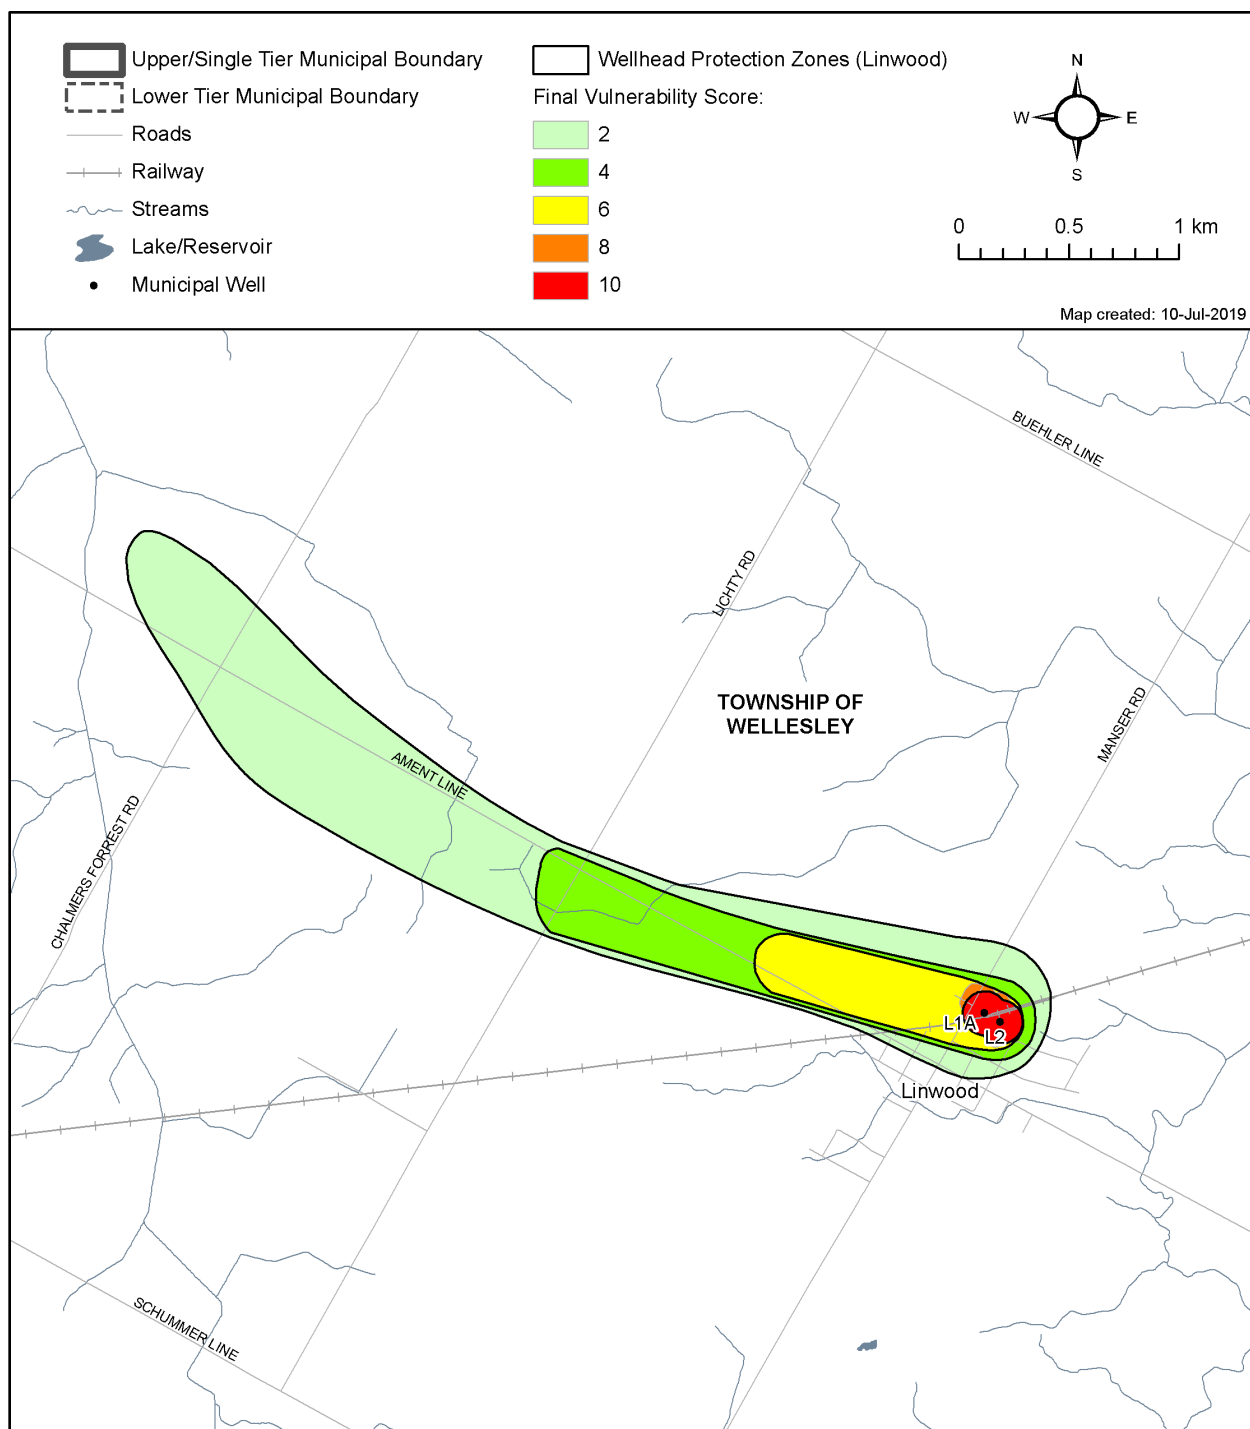 Upper/Single Tier Municipal Boundary
Lower Tier Municipal Boundary
Roads
Railway
Streams
Lake/Reservoir
Municipal Well
Wellhead Protection Zones (Linwood)
Final Vulnerability Score:
2
4
6
8
10
N
W E
S
0 0.5 1 km
Map created: 10-Jul-2019
BUEHLER LINE
LICHTY RD
TOWNSHIP OF
WELLESLEY
MANSER RD
AMENT LINE
CHALMERS FORREST RD
L1A
L2
Linwood
SCHUMMER LINE